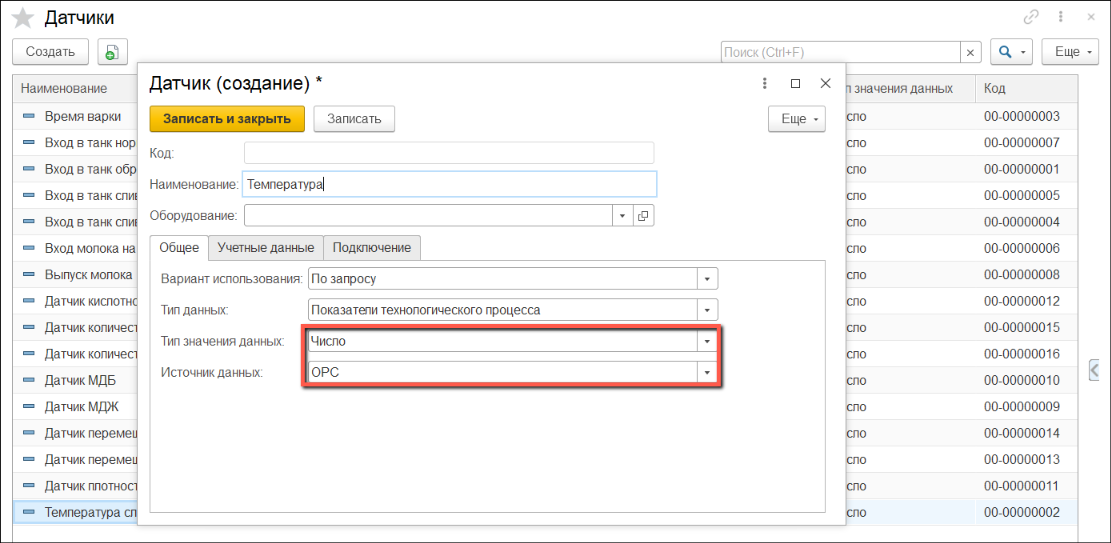 Датчики
Создать
Поиск (Ctrl+F)
Еще
Наименование
п значения данных
Код
Время варки
сло
00-00000003
Вход в танк нор
сло
00-00000007
Вход в танк обр
сло
00-00000001
Вход в танк сли
сло
00-00000005
Вход в танк сли
сло
00-00000004
Вход молока на
сло
00-00000006
Выпуск молока
сло
00-00000008
Датчик кислотно
сло
00-00000012
Датчик количест
сло
00-00000015
Датчик количест
сло
00-00000016
Датчик МДБ
сло
00-00000010
Датчик МДЖ
сло
00-00000009
Датчик перемещ
сло
00-00000014
Датчик перемещ
сло
00-00000013
Датчик плотност
сло
00-00000011
Температура сп
сло
00-00000002
Датчик (создание) *
Записать и закрыть
Записать
Еще
Код:
Наименование: Температура
Оборудование:
Общее
Учетные данные
Подключение
Вариант использования: По запросу
Тип данных: Показатели технологического процесса
Тип значения данных: Число
Источник данных: OPC